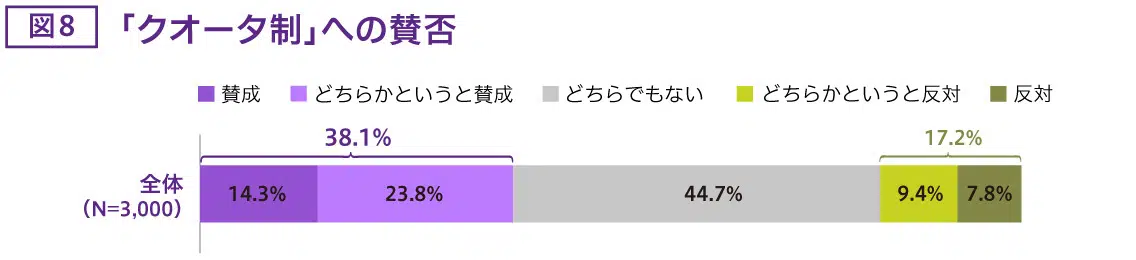 図8 「クオータ制」への賛否
賛成 どちらかというと賛成 どちらでもない どちらかというと反対 反対
38.1% 17.2%
全体
(N=3,000)
14.3% 23.8% 44.7% 9.4% 7.8%